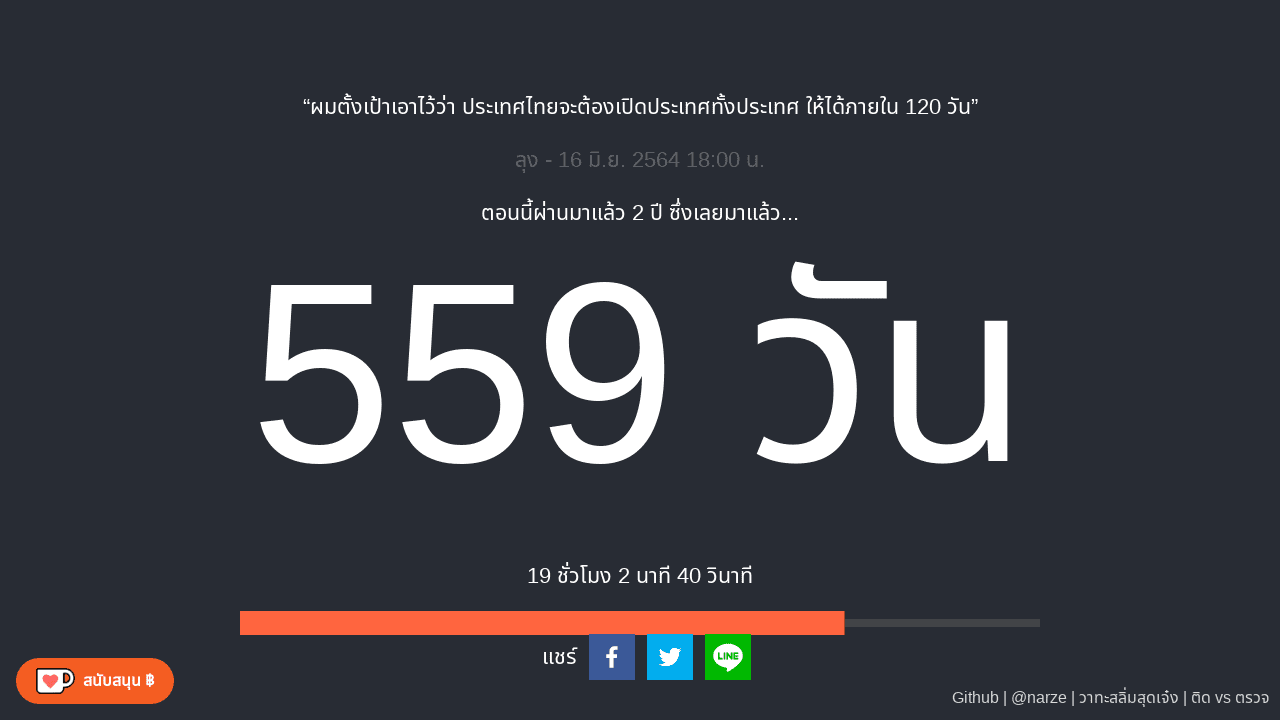 “ผมตั้งเป้าเอาไว้ว่า ประเทศไทยจะต้องเปิดประเทศทั้งประเทศ ให้ได้ภายใน 120 วัน”
ลุง - 16 มิ.ย. 2564 18:00 น.
ตอนนี้ผ่านมาแล้ว 2 ปี ซึ่งเลยมาแล้ว...
559 วัน
19 ชั่วโมง 2 นาที 40 วินาที
แชร์
LINE
สนับสนุน ฿
Github | @narze | วาทะสลิ่มสุดเจ๋ง | ติด vs ตรวจ